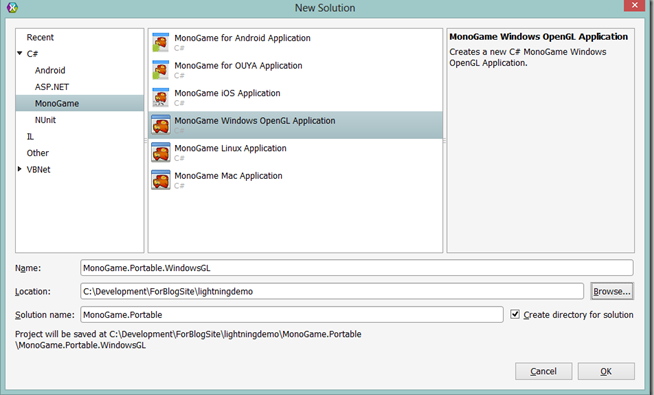 New Solution
Recent
C#
Android
ASP.NET
MonoGame
NUnit
IL
Other
VBNet
MonoGame for Android Application
C#
MonoGame for OUYA Application
C#
MonoGame iOS Application
C#
MonoGame Windows OpenGL Application
C#
MonoGame Linux Application
C#
MonoGame Mac Application
C#
MonoGame Windows OpenGL Application
Creates a new C# MonoGame Windows
OpenGL Application.
Name: MonoGame.Portable.WindowsGL
Location: C:\Development\ForBlogSite\lightningdemo Browse...
Solution name: MonoGame.Portable Create directory for solution
Project will be saved at C:\Development\ForBlogSite\lightningdemo\MonoGame.Portable
\MonoGame.Portable.WindowsGL
Cancel OK